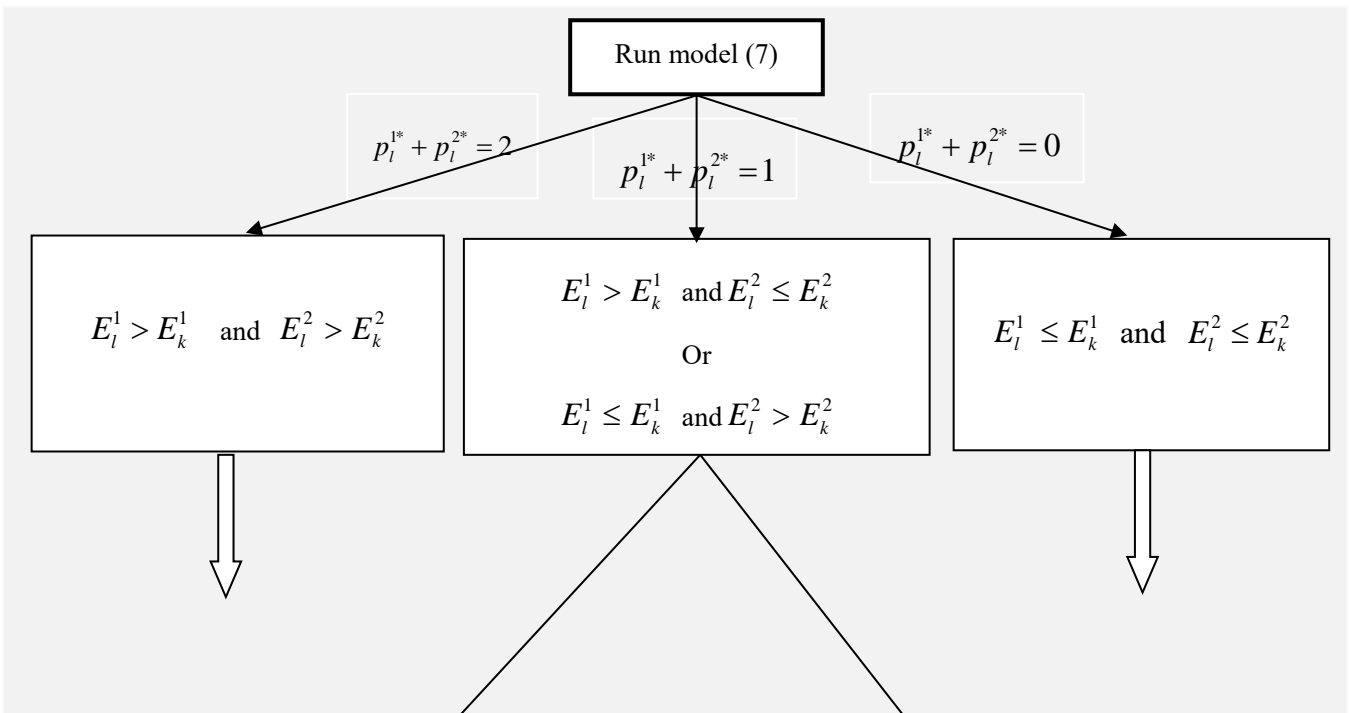 Run model (7)
p_l^{1*} + p_l^{2*} = 2
p_l^{1*} + p_l^{2*} = 1
p_l^{1*} + p_l^{2*} = 0
E_l^1 > E_k^1 and E_l^2 > E_k^2
E_l^1 > E_k^1 and E_l^2 ≤ E_k^2
Or
E_l^1 ≤ E_k^1 and E_l^2 > E_k^2
E_l^1 ≤ E_k^1 and E_l^2 ≤ E_k^2